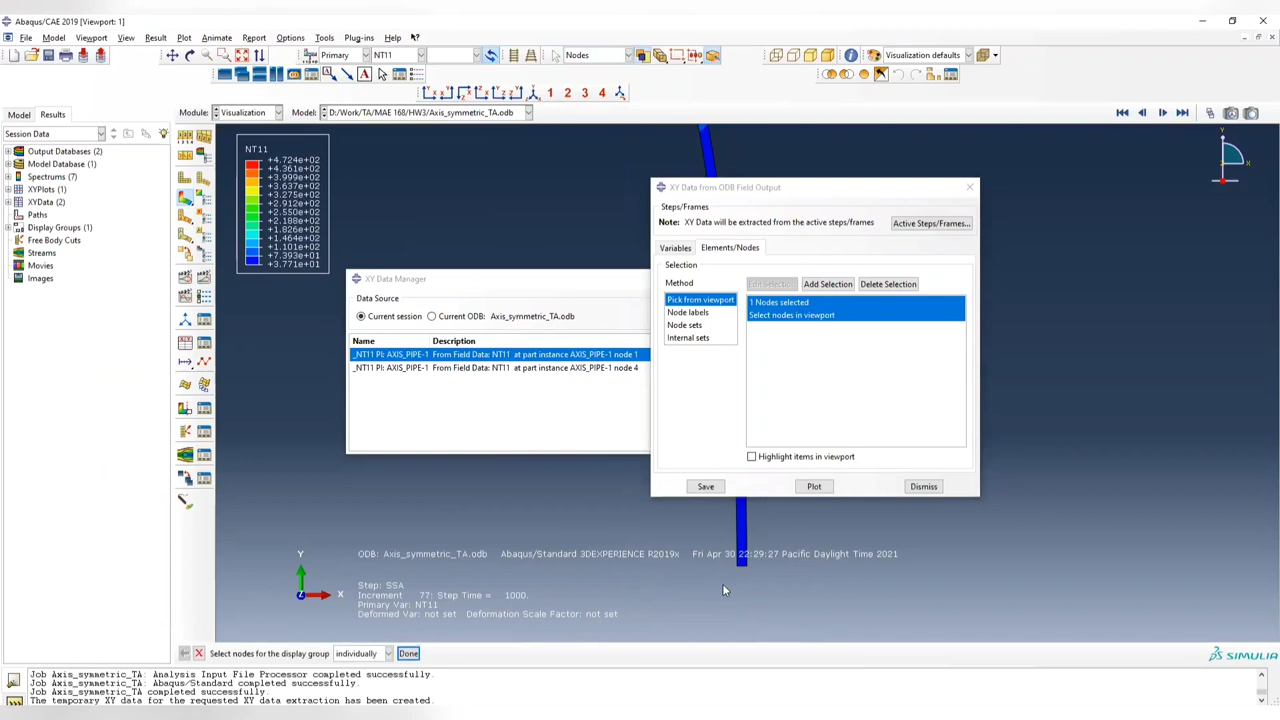 Abaqus/CAE 2019 [Viewport: 1]
File Model Viewport View Result Plot Animate Report Options Tools Plug-ins Help
Primary NT11 Nodes Visualization defaults
1 2 3 4
Model Results Module: Visualization Model: D:/Work/TA/MAE 168/HW3/Axis_symmetric_TA.odb
Session Data
Output Databases (2)
Model Database (1)
Spectrums (7)
XYPlots (1)
XYData (2)
Paths
Display Groups (1)
Free Body Cuts
Streams
Movies
Images
NT11
+4.724e+02
+4.361e+02
+3.999e+02
+3.637e+02
+3.275e+02
+2.912e+02
+2.550e+02
+2.188e+02
+1.826e+02
+1.464e+02
+1.101e+02
+7.393e+01
+3.771e+01
XY Data Manager
Data Source
Current session Current ODB: Axis_symmetric_TA.odb
Name Description
_NT11 PI: AXIS_PIPE-1 From Field Data: NT11 at part instance AXIS_PIPE-1 node 1
_NT11 PI: AXIS_PIPE-1 From Field Data: NT11 at part instance AXIS_PIPE-1 node 4
XY Data from ODB Field Output
Steps/Frames
Note: XY Data will be extracted from the active steps/frames Active Steps/Frames...
Variables Elements/Nodes
Selection
Method Edit Selection... Add Selection Delete Selection
Pick from viewport
Node labels
Node sets
Internal sets
1 Nodes selected
Select nodes in viewport
Highlight items in viewport
Save Plot Dismiss
Y
ODB: Axis_symmetric_TA.odb Abaqus/Standard 3DEXPERIENCE R2019x Fri Apr 30 22:29:27 Pacific Daylight Time 2021
Z X
Step: SSA
Increment 77: Step Time = 1000.
Primary Var: NT11
Deformed Var: not set Deformation Scale Factor: not set
Select nodes for the display group individually Done
SIMULIA
Job Axis_symmetric_TA: Analysis Input File Processor completed successfully.
Job Axis_symmetric_TA: Abaqus/Standard completed successfully.
Job Axis_symmetric_TA completed successfully.
The temporary XY data for the requested XY data extraction has been created.